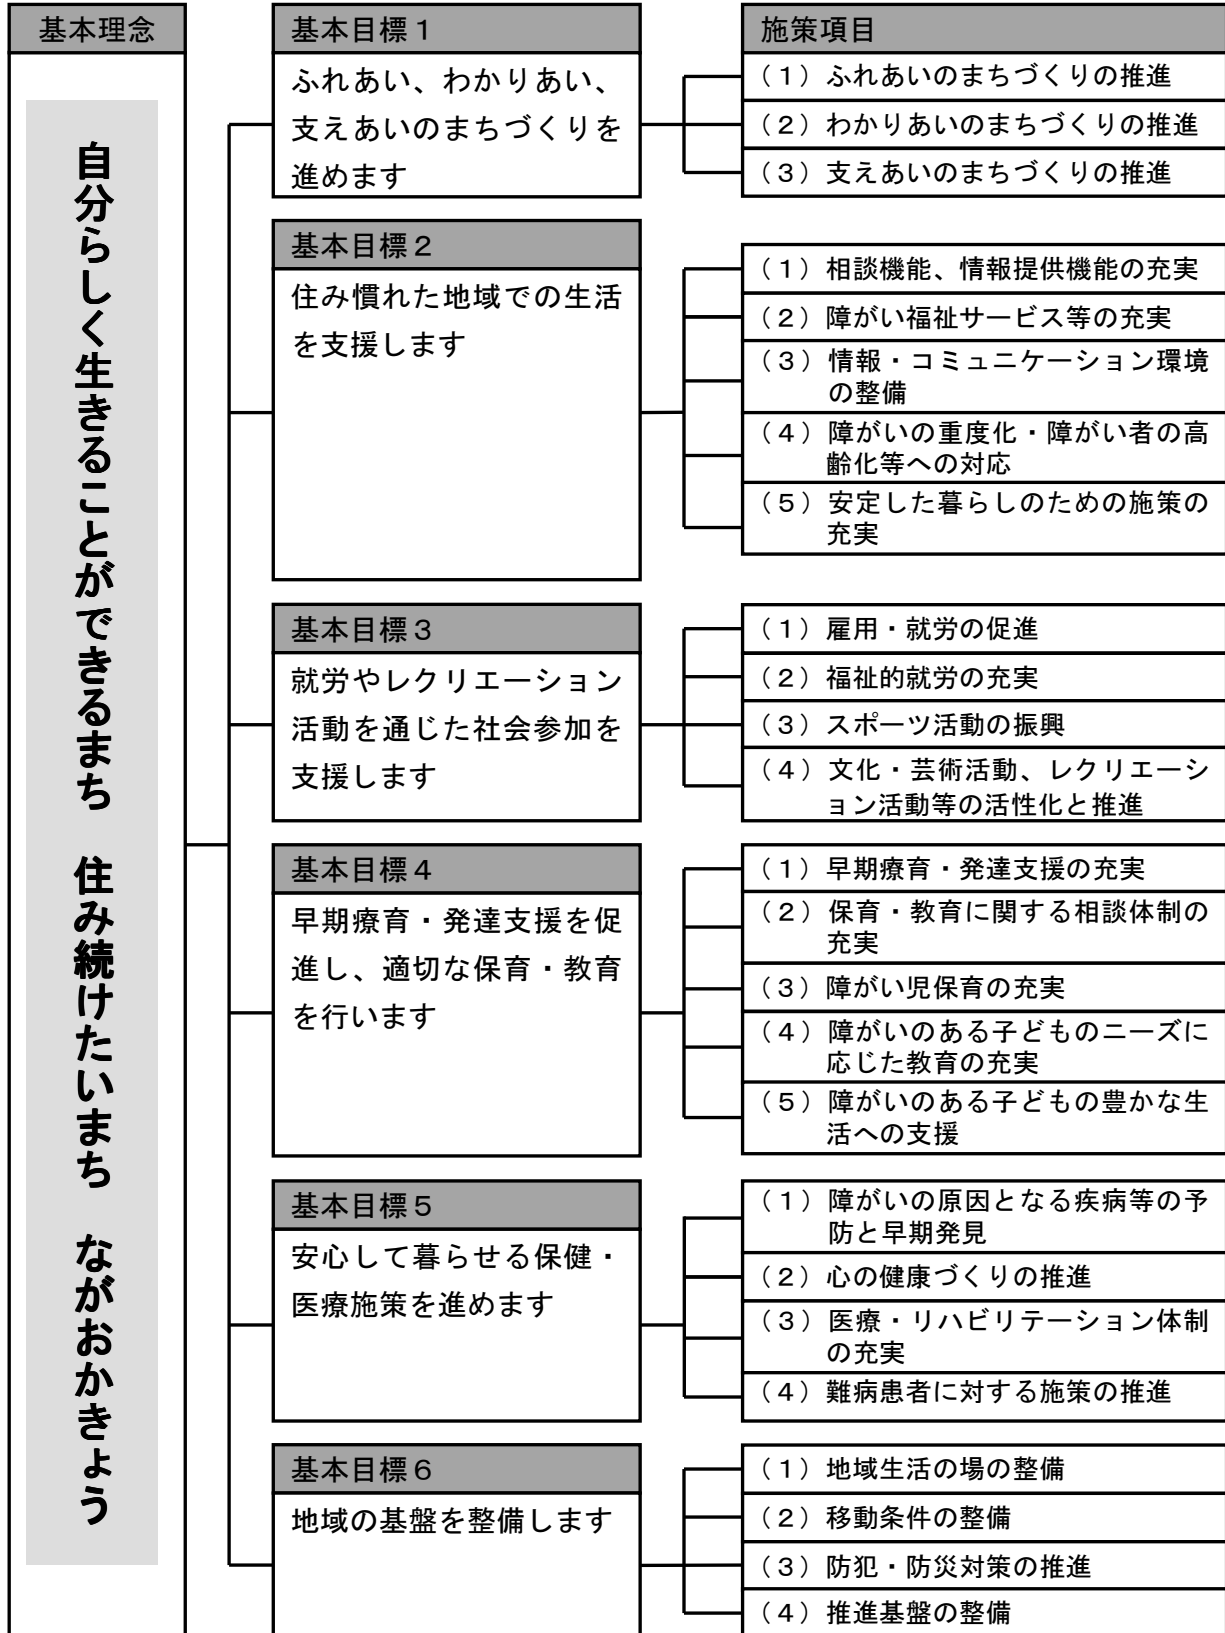 基本理念
自分らしく生きることができるまち　住み続けたいまち　ながおかきょう
基本目標１
ふれあい、わかりあい、
支えあいのまちづくりを
進めます
施策項目
（１）ふれあいのまちづくりの推進
（２）わかりあいのまちづくりの推進
（３）支えあいのまちづくりの推進
基本目標２
住み慣れた地域での生活
を支援します
（１）相談機能、情報提供機能の充実
（２）障がい福祉サービス等の充実
（３）情報・コミュニケーション環境
の整備
（４）障がいの重度化・障がい者の高
齢化等への対応
（５）安定した暮らしのための施策の
充実
基本目標３
就労やレクリエーション
活動を通じた社会参加を
支援します
（１）雇用・就労の促進
（２）福祉的就労の充実
（３）スポーツ活動の振興
（４）文化・芸術活動、レクリエーシ
ョン活動等の活性化と推進
基本目標４
早期療育・発達支援を促
進し、適切な保育・教育
を行います
（１）早期療育・発達支援の充実
（２）保育・教育に関する相談体制の
充実
（３）障がい児保育の充実
（４）障がいのある子どものニーズに
応じた教育の充実
（５）障がいのある子どもの豊かな生
活への支援
基本目標５
安心して暮らせる保健・
医療施策を進めます
（１）障がいの原因となる疾病等の予
防と早期発見
（２）心の健康づくりの推進
（３）医療・リハビリテーション体制
の充実
（４）難病患者に対する施策の推進
基本目標６
地域の基盤を整備します
（１）地域生活の場の整備
（２）移動条件の整備
（３）防犯・防災対策の推進
（４）推進基盤の整備